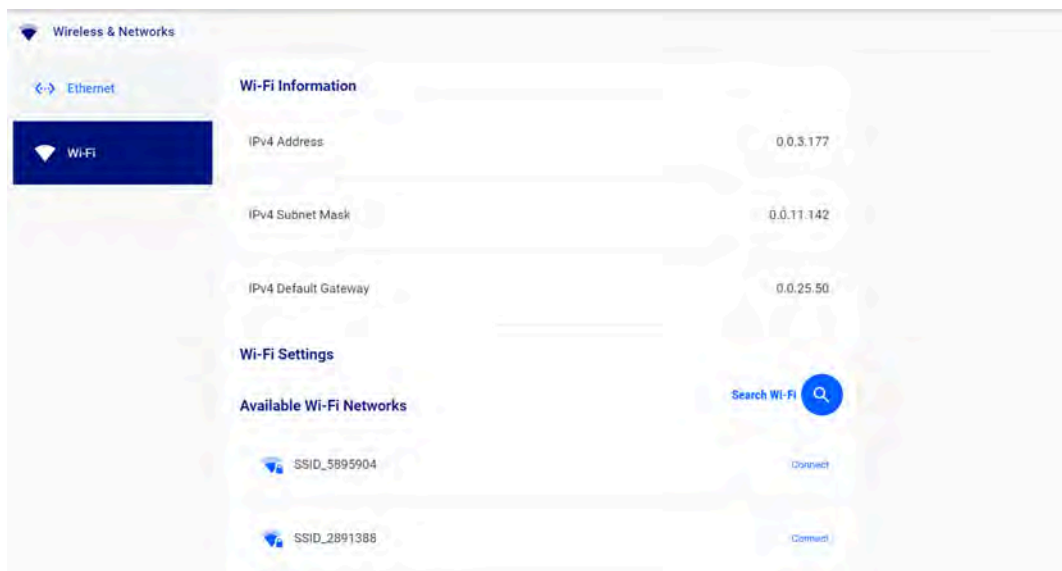 Wireless & Networks
Ethernet
Wi-Fi
Wi-Fi Information
IPv4 Address 0.0.3.177
IPv4 Subnet Mask 0.0.11.142
IPv4 Default Gateway 0.0.25.50
Wi-Fi Settings
Available Wi-Fi Networks Search Wi-Fi
SSID_5895904 Connect
SSID_2891388 Connect